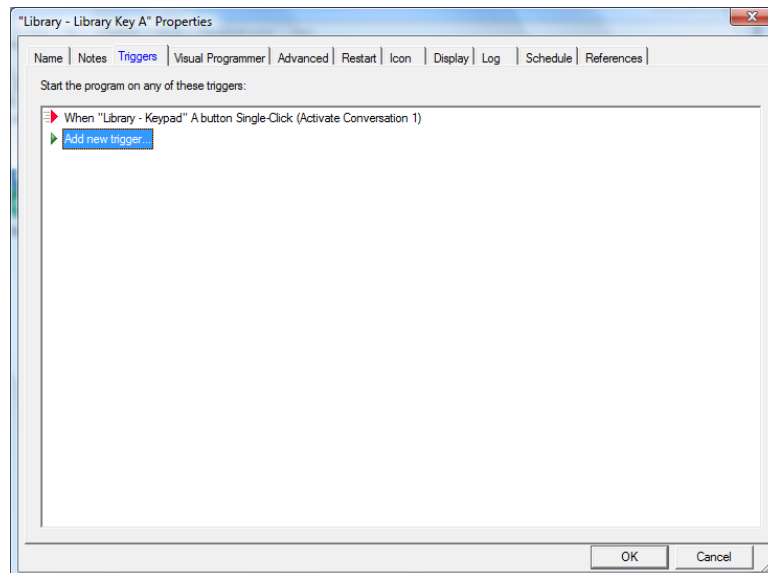 "Library - Library Key A" Properties
Name Notes Triggers Visual Programmer Advanced Restart Icon Display Log Schedule References
Start the program on any of these triggers:
When "Library - Keypad" A button Single-Click (Activate Conversation 1)
Add new trigger...
OK Cancel